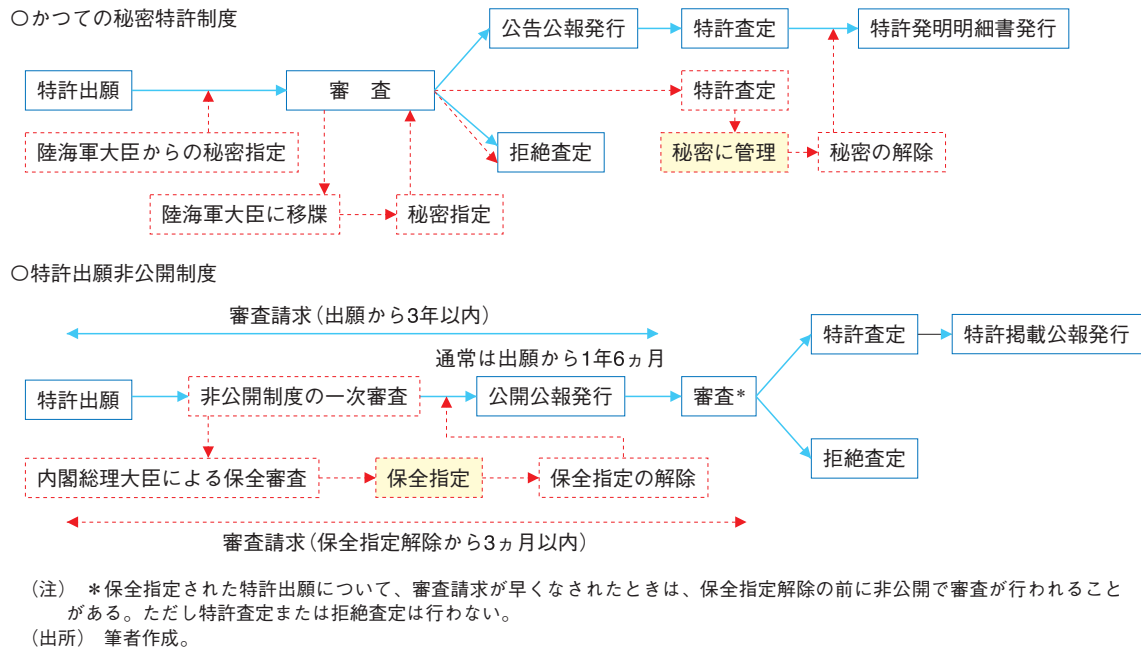 〇かつての秘密特許制度
公告公報発行
特許査定
特許発明明細書発行
特許出願
審　査
特許査定
陸海軍大臣からの秘密指定
拒絶査定
秘密に管理
秘密の解除
陸海軍大臣に移牒
秘密指定
〇特許出願非公開制度
審査請求（出願から3年以内）
特許査定
特許掲載公報発行
通常は出願から1年6ヵ月
特許出願
非公開制度の一次審査
公開公報発行
審査*
拒絶査定
内閣総理大臣による保全審査
保全指定
保全指定の解除
審査請求（保全指定解除から3ヵ月以内）
（注）　＊保全指定された特許出願について、審査請求が早くなされたときは、保全指定解除の前に非公開で審査が行われること
がある。ただし特許査定または拒絶査定は行わない。
（出所）　筆者作成。